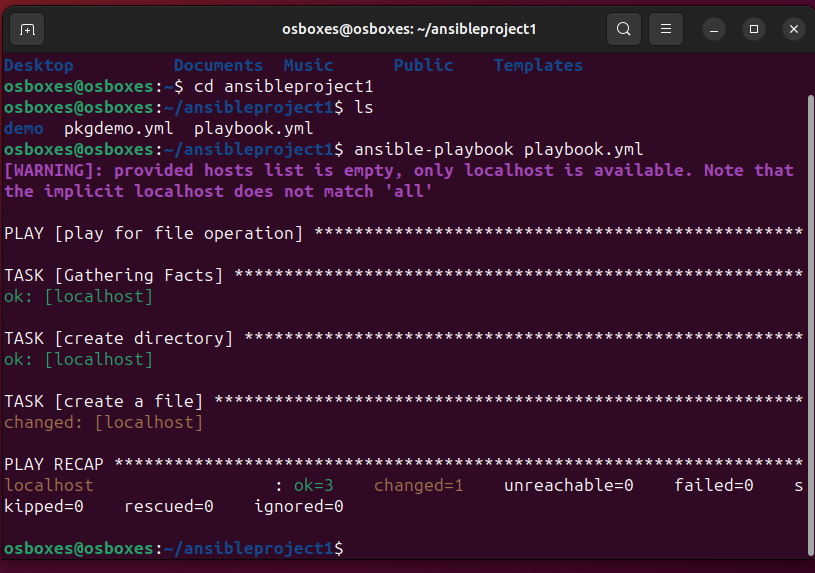 osboxes@osboxes: ~/ansibleproject1
Desktop Documents Music Public Templates
osboxes@osboxes:~$ cd ansibleproject1
osboxes@osboxes:~/ansibleproject1$ ls
demo pkgdemo.yml playbook.yml
osboxes@osboxes:~/ansibleproject1$ ansible-playbook playbook.yml
[WARNING]: provided hosts list is empty, only localhost is available. Note that
the implicit localhost does not match 'all'
PLAY [play for file operation] *************************************************
TASK [Gathering Facts] *********************************************************
ok: [localhost]
TASK [create directory] ********************************************************
ok: [localhost]
TASK [create a file] ***********************************************************
changed: [localhost]
PLAY RECAP *********************************************************************
localhost : ok=3 changed=1 unreachable=0 failed=0 s
kipped=0 rescued=0 ignored=0
osboxes@osboxes:~/ansibleproject1$